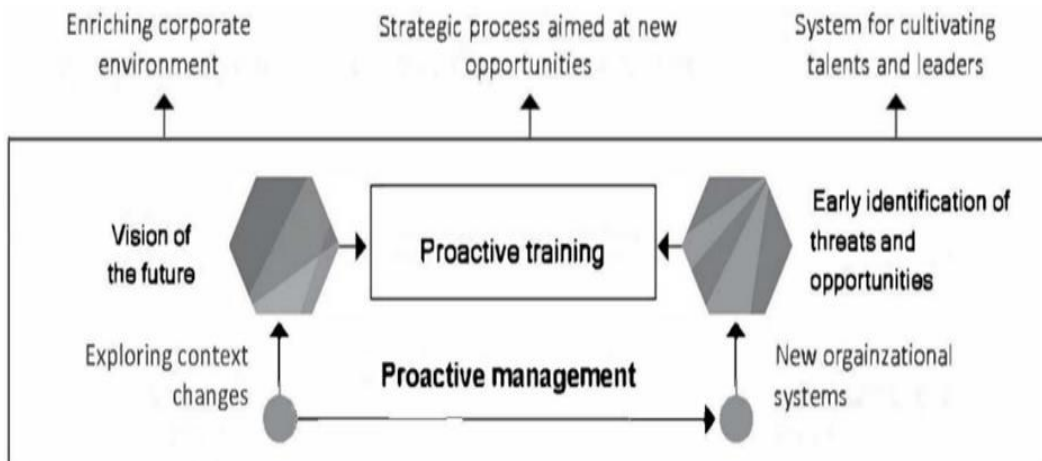 Enriching corporate
environment
Strategic process aimed at new
opportunities
System for cultivating
talents and leaders
Vision of
the future
Proactive training
Early identification of
threats and
opportunities
Exploring context
changes
Proactive management
New orgainzational
systems